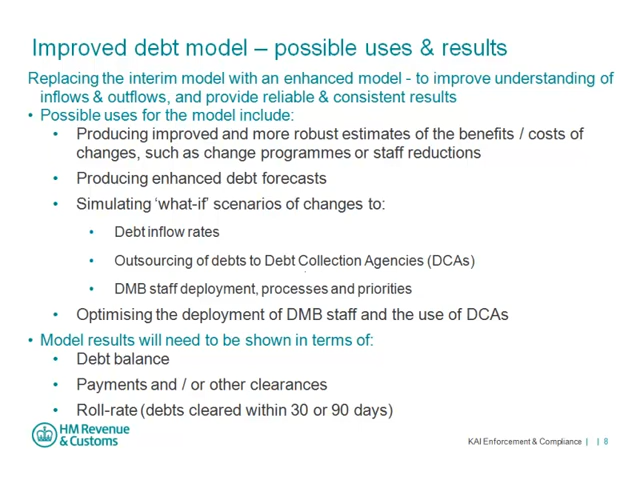 Improved debt model – possible uses & results
Replacing the interim model with an enhanced model - to improve understanding of
inflows & outflows, and provide reliable & consistent results
• Possible uses for the model include:
• Producing improved and more robust estimates of the benefits / costs of
changes, such as change programmes or staff reductions
• Producing enhanced debt forecasts
• Simulating ‘what-if’ scenarios of changes to:
• Debt inflow rates
• Outsourcing of debts to Debt Collection Agencies (DCAs)
• DMB staff deployment, processes and priorities
• Optimising the deployment of DMB staff and the use of DCAs
• Model results will need to be shown in terms of:
• Debt balance
• Payments and / or other clearances
• Roll-rate (debts cleared within 30 or 90 days)
HM Revenue
& Customs
KAI Enforcement & Compliance | | 8